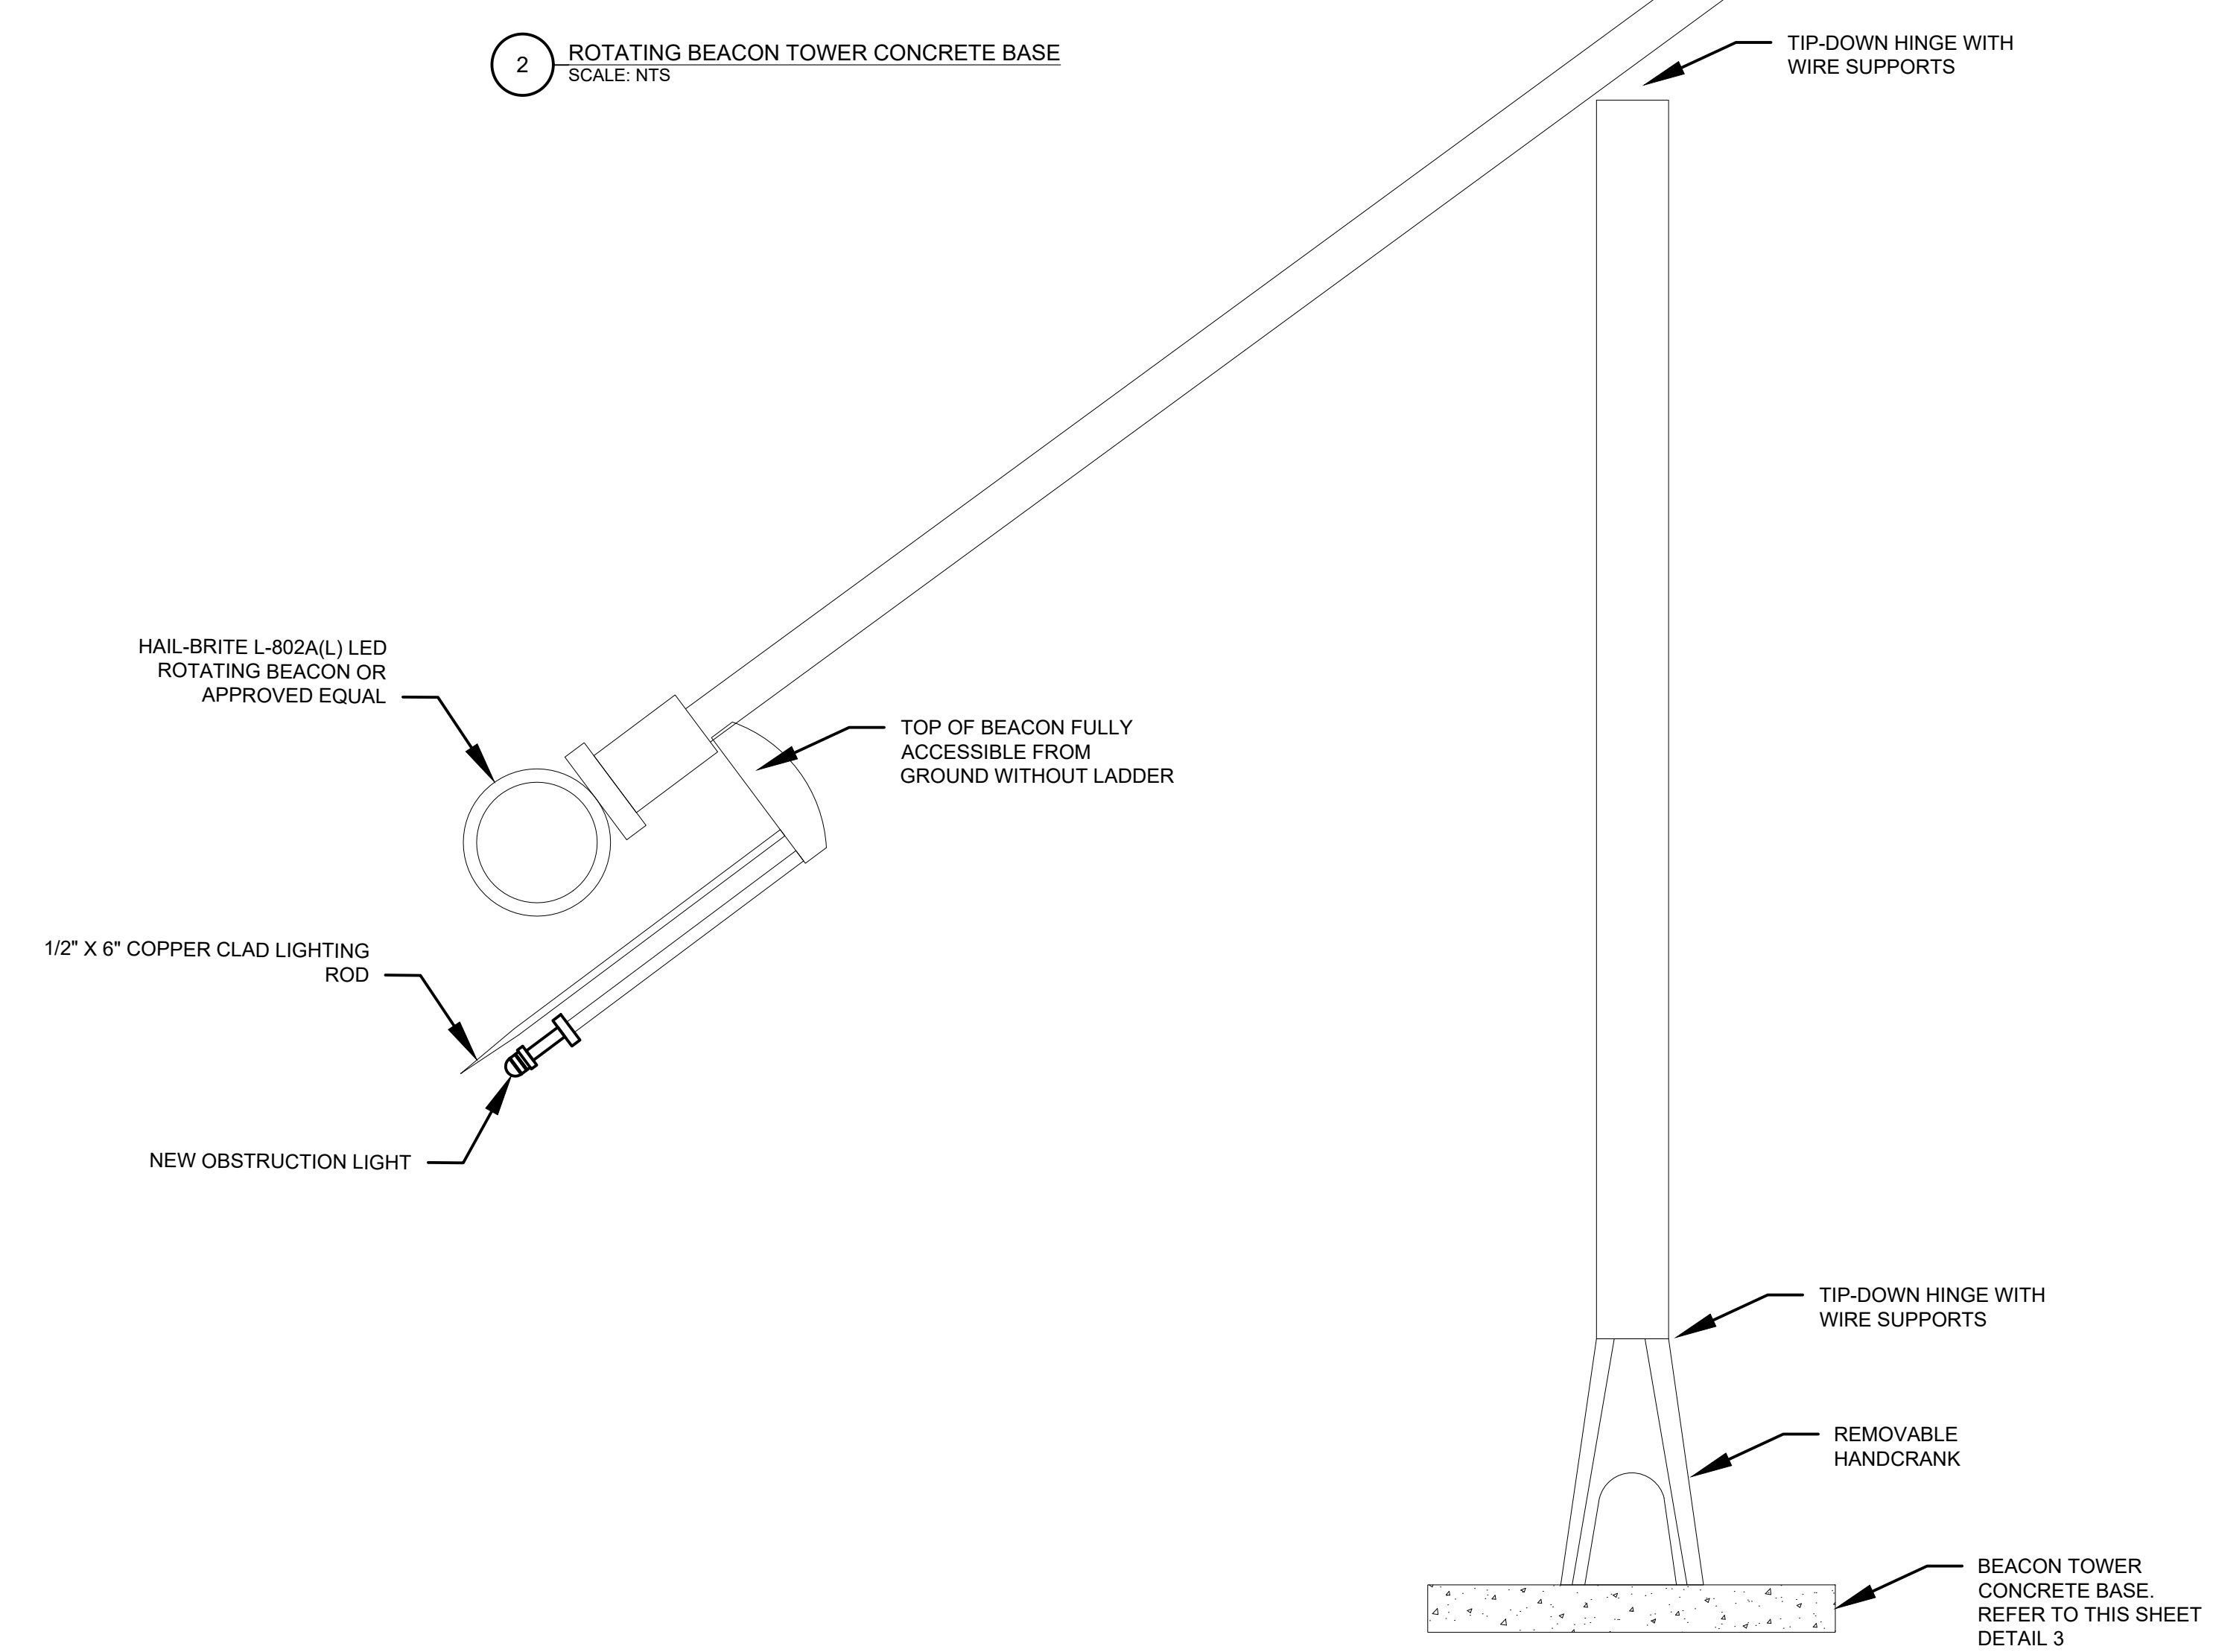 2
ROTATING BEACON TOWER CONCRETE BASE
SCALE: NTS
TIP-DOWN HINGE WITH
WIRE SUPPORTS
HAIL-BRITE L-802A(L) LED
ROTATING BEACON OR
APPROVED EQUAL
TOP OF BEACON FULLY
ACCESSIBLE FROM
GROUND WITHOUT LADDER
1/2" X 6" COPPER CLAD LIGHTING
ROD
NEW OBSTRUCTION LIGHT
TIP-DOWN HINGE WITH
WIRE SUPPORTS
REMOVABLE
HANDCRANK
BEACON TOWER
CONCRETE BASE.
REFER TO THIS SHEET
DETAIL 3